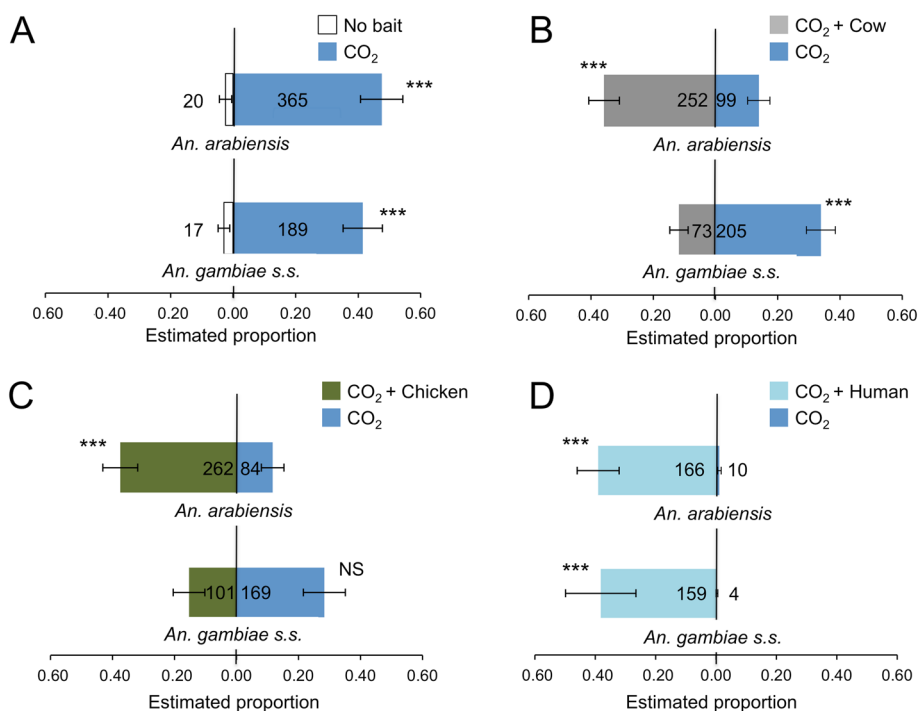 A
No bait
CO₂
20 365 ***
An. arabiensis
17 189 ***
An. gambiae s.s.
0.60 0.40 0.20 0.00 0.20 0.40 0.60
Estimated proportion
B
CO₂ + Cow
CO₂
***
252 99
An. arabiensis
***
73 205
An. gambiae s.s.
0.60 0.40 0.20 0.00 0.20 0.40 0.60
Estimated proportion
C
CO₂ + Chicken
CO₂
***
262 84
An. arabiensis
NS
101 169
An. gambiae s.s.
0.60 0.40 0.20 0.00 0.20 0.40 0.60
Estimated proportion
D
CO₂ + Human
CO₂
***
166 10
An. arabiensis
***
159 4
An. gambiae s.s.
0.60 0.40 0.20 0.00 0.20 0.40 0.60
Estimated proportion